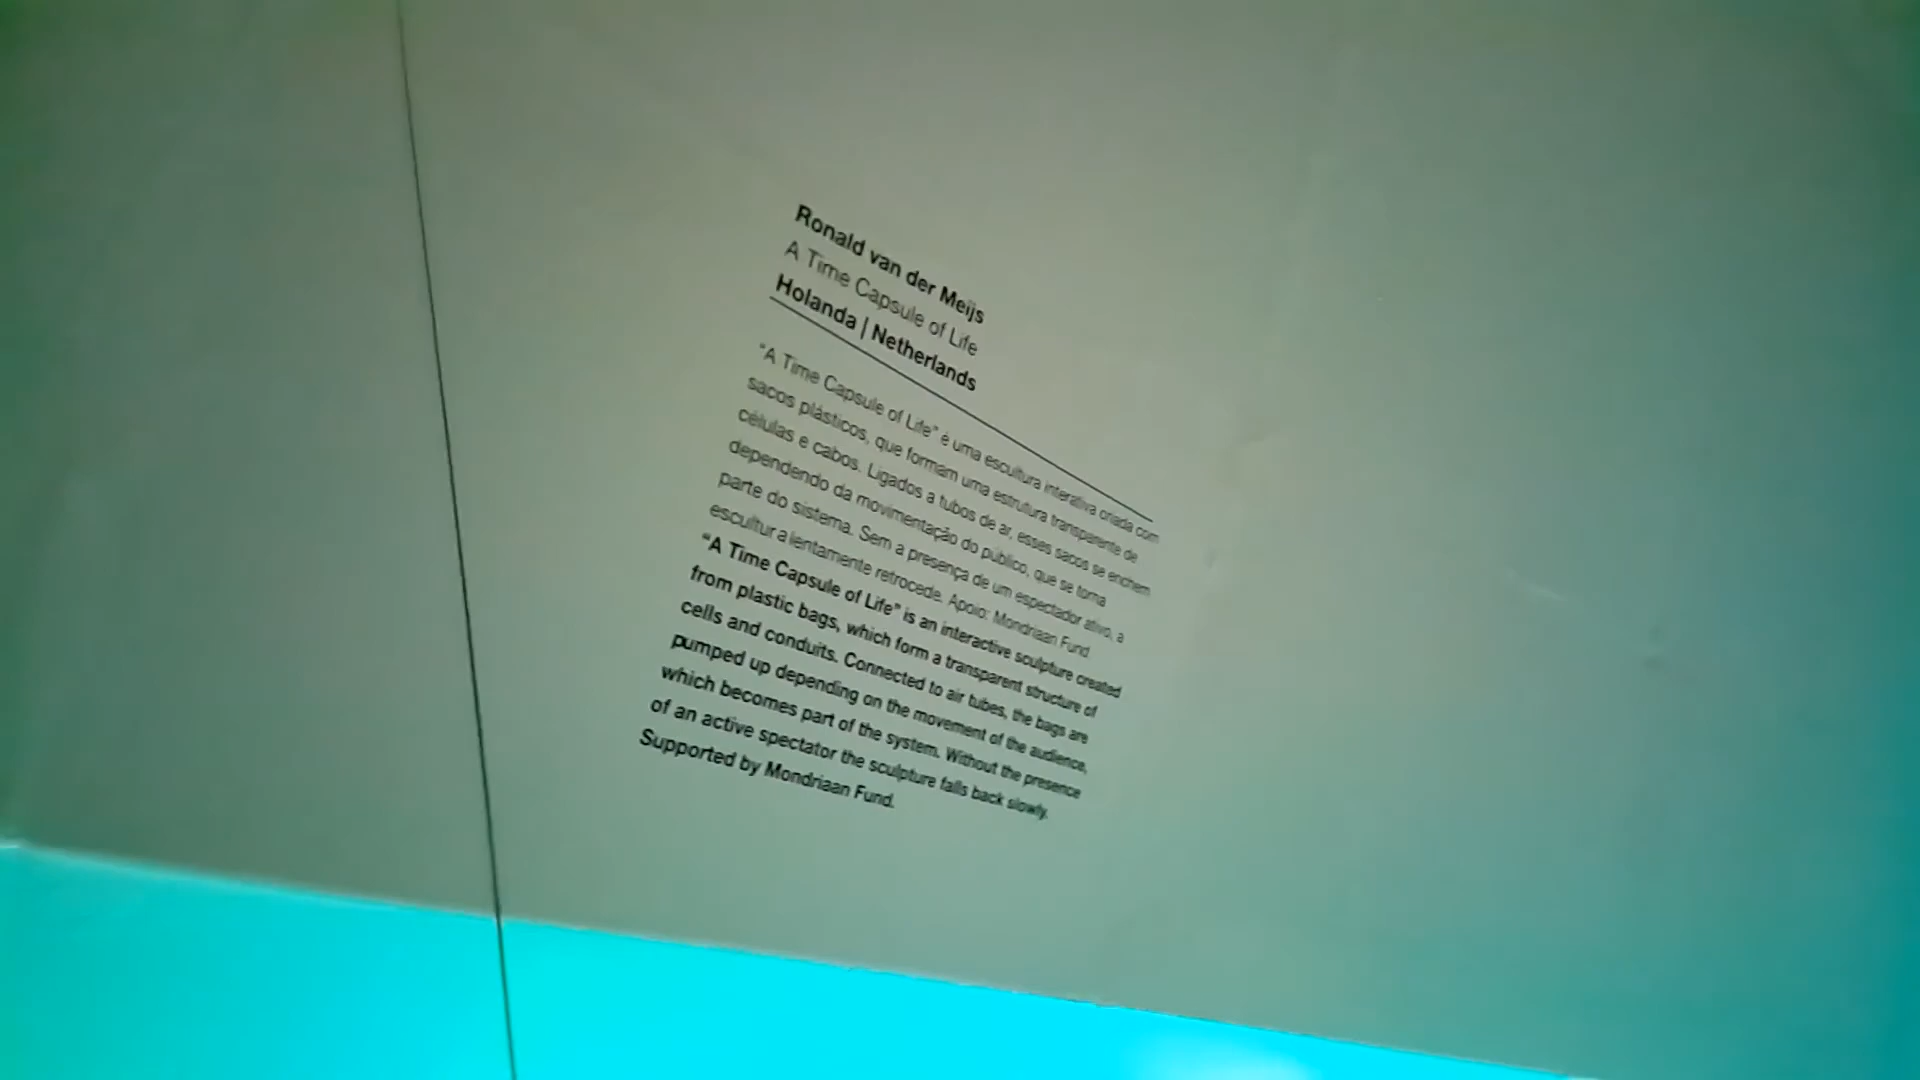 Ronald van der Meijs
A Time Capsule of Life
Holanda | Netherlands
“A Time Capsule of Life” é uma escultura interativa criada com
sacos plásticos, que formam uma estrutura transparente de
células e cabos. Ligados a tubos de ar, esses sacos se enchem
dependendo da movimentação do público, que se torna
parte do sistema. Sem a presença de um espectador ativo, a
escultura lentamente retrocede. Apoio: Mondriaan Fund
“A Time Capsule of Life” is an interactive sculpture created
from plastic bags, which form a transparent structure of
cells and conduits. Connected to air tubes, the bags are
pumped up depending on the movement of the audience,
which becomes part of the system. Without the presence
of an active spectator the sculpture falls back slowly.
Supported by Mondriaan Fund.